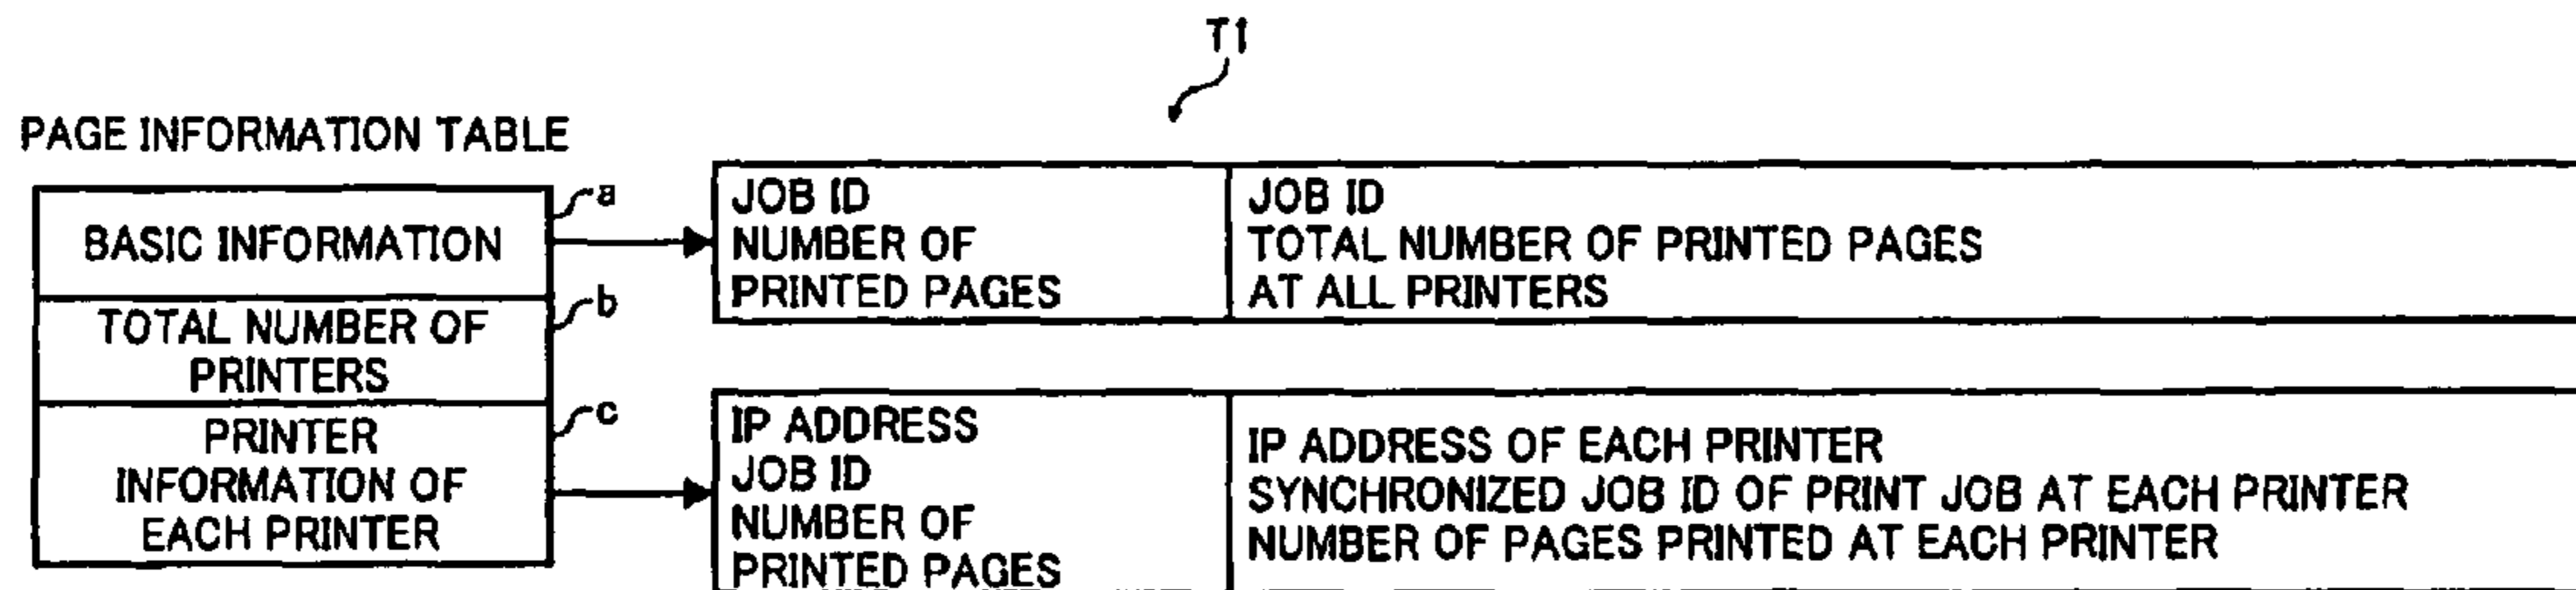 T1
PAGE INFORMATION TABLE
BASIC INFORMATION
a
TOTAL NUMBER OF
PRINTERS
b
PRINTER
INFORMATION OF
EACH PRINTER
c
JOB ID
NUMBER OF
PRINTED PAGES
JOB ID
TOTAL NUMBER OF PRINTED PAGES
AT ALL PRINTERS
IP ADDRESS
JOB ID
NUMBER OF
PRINTED PAGES
IP ADDRESS OF EACH PRINTER
SYNCHRONIZED JOB ID OF PRINT JOB AT EACH PRINTER
NUMBER OF PAGES PRINTED AT EACH PRINTER